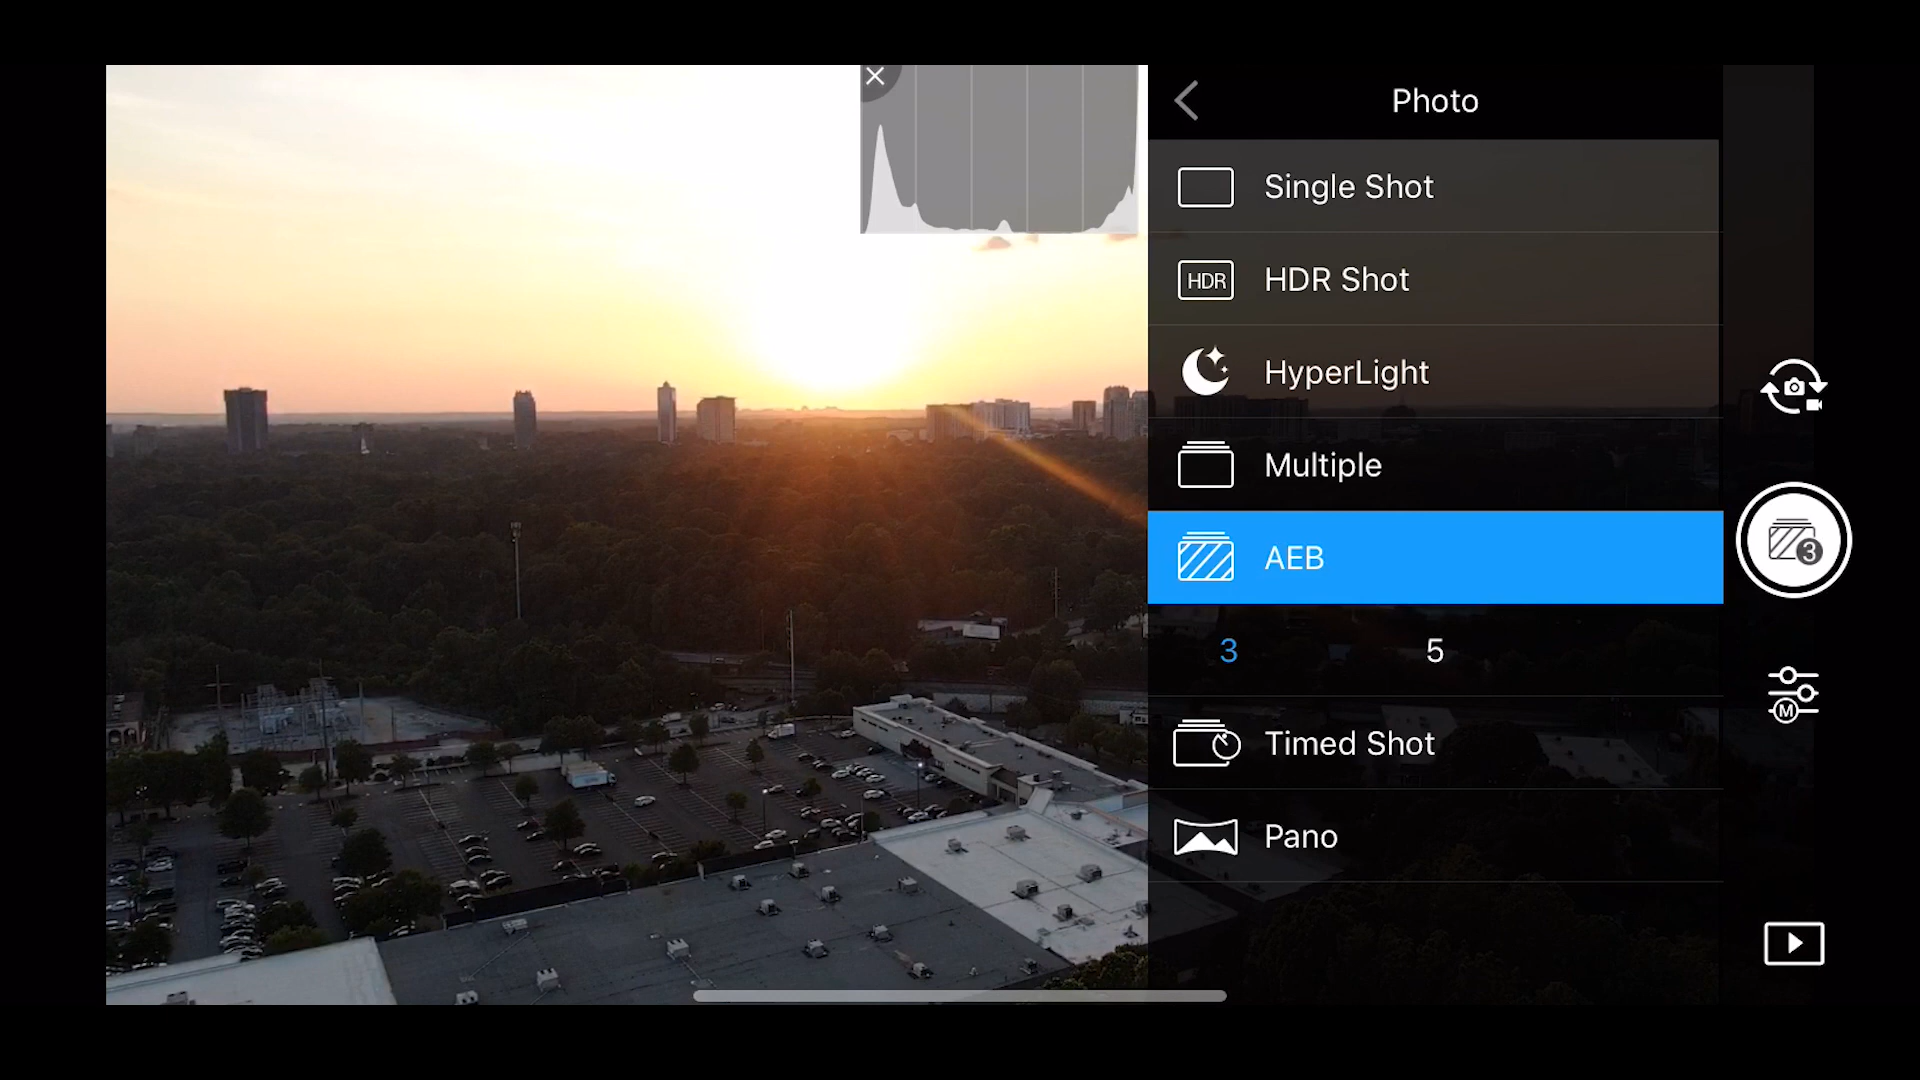 Photo
Single Shot
HDR
HDR Shot
HyperLight
Multiple
AEB
3
3 5
M
Timed Shot
Pano